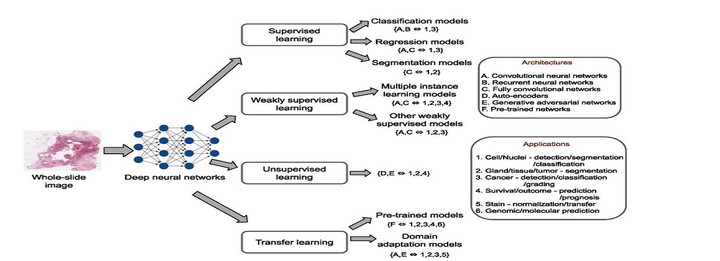 Whole-slide
image
Deep neural networks
Supervised
learning
Classification models
{A,B ⇔ 1,3}
Regression models
{A,C ⇔ 1,3}
Segmentation models
{C ⇔ 1,2}
Weakly supervised
learning
Multiple instance
learning models
{A,C ⇔ 1,2,3,4}
Other weakly
supervised models
{A,C ⇔ 1,2,3}
Unsupervised
learning
{D,E ⇔ 1,2,4}
Transfer learning
Pre-trained models
{F ⇔ 1,2,3,4,6}
Domain
adaptation models
{A,E ⇔ 1,2,3,5}
Architectures
A. Convolutional neural networks
B. Recurrent neural networks
C. Fully convolutional networks
D. Auto-encoders
E. Generative adversarial networks
F. Pre-trained networks
Applications
1. Cell/Nuclei - detection/segmentation
/classification
2. Gland/tissue/tumor - segmentation
3. Cancer - detection/classification
/grading
4. Survival/outcome - prediction
/prognosis
5. Stain - normalization/transfer
6. Genomic/molecular prediction